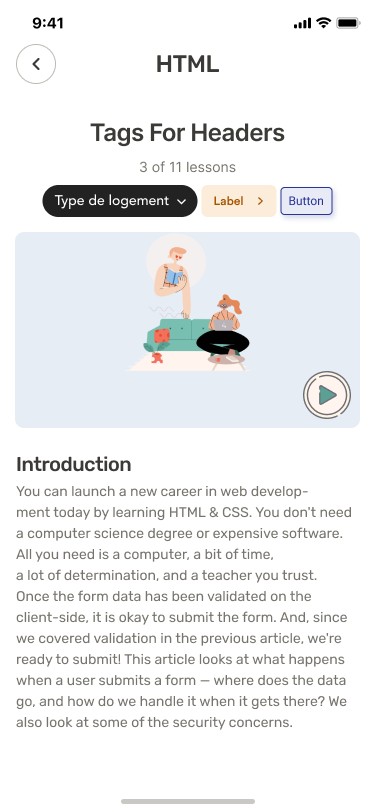 9:41
HTML
Tags For Headers
3 of 11 lessons
Type de logement Label Button
Introduction
You can launch a new career in web develop-
ment today by learning HTML & CSS. You don't need
a computer science degree or expensive software.
All you need is a computer, a bit of time,
a lot of determination, and a teacher you trust.
Once the form data has been validated on the
client-side, it is okay to submit the form. And, since
we covered validation in the previous article, we're
ready to submit! This article looks at what happens
when a user submits a form — where does the data
go, and how do we handle it when it gets there? We
also look at some of the security concerns.